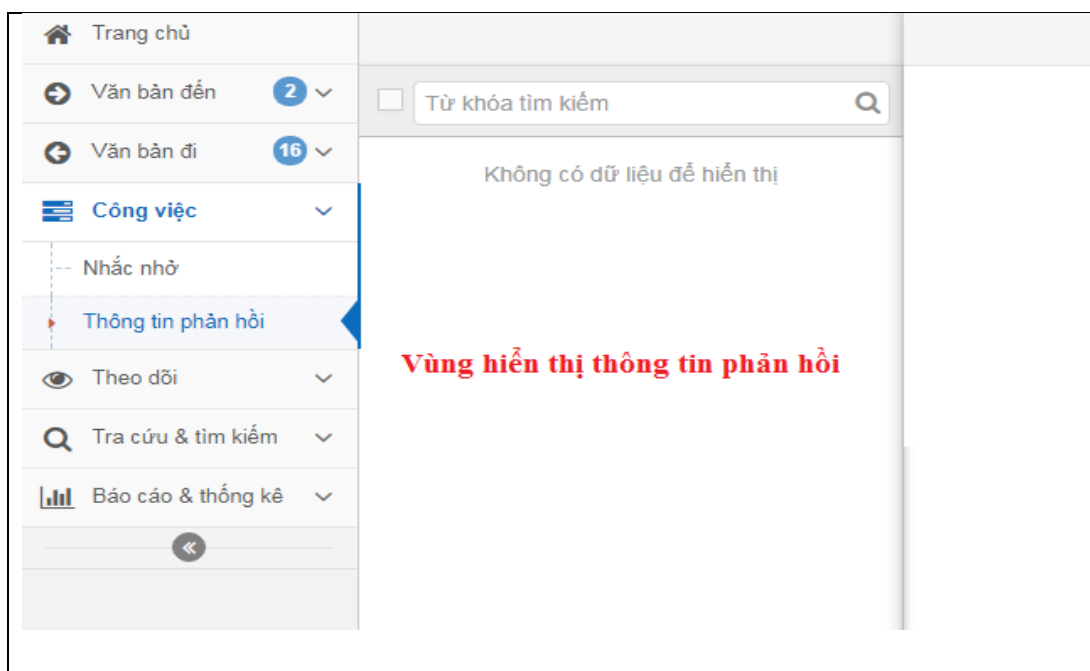 Trang chủ
Văn bản đến 2
Văn bản đi 16
Công việc
Nhắc nhở
Thông tin phản hồi
Theo dõi
Tra cứu & tìm kiếm
Báo cáo & thống kê
Từ khóa tìm kiếm
Không có dữ liệu để hiển thị
Vùng hiển thị thông tin phản hồi